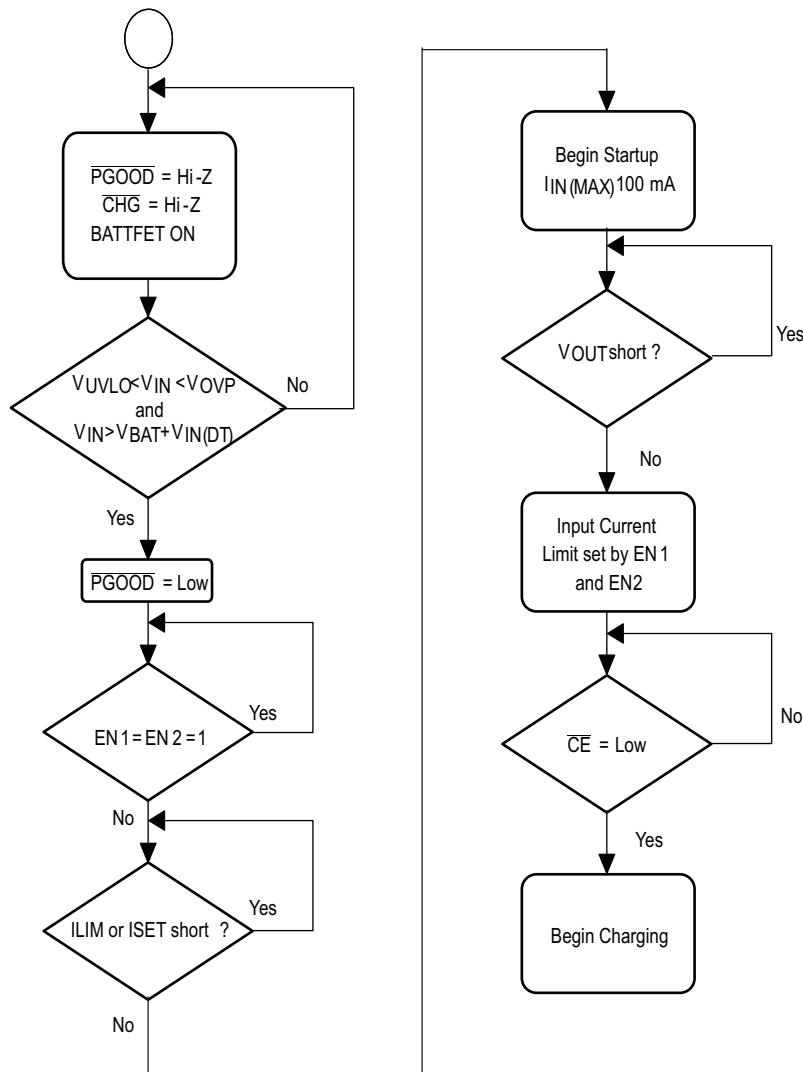 PGOOD = Hi-Z
CHG = Hi-Z
BATTFET ON
VUVLO<VIN <VOVP
and
VIN>VBAT+VIN(DT)
No
Yes
PGOOD = Low
EN 1 = EN 2 = 1
Yes
No
ILIM or ISET short ?
Yes
No
Begin Startup
IIN(MAX) 100 mA
VOUT short ?
Yes
No
Input Current
Limit set by EN 1
and EN2
CE = Low
No
Yes
Begin Charging